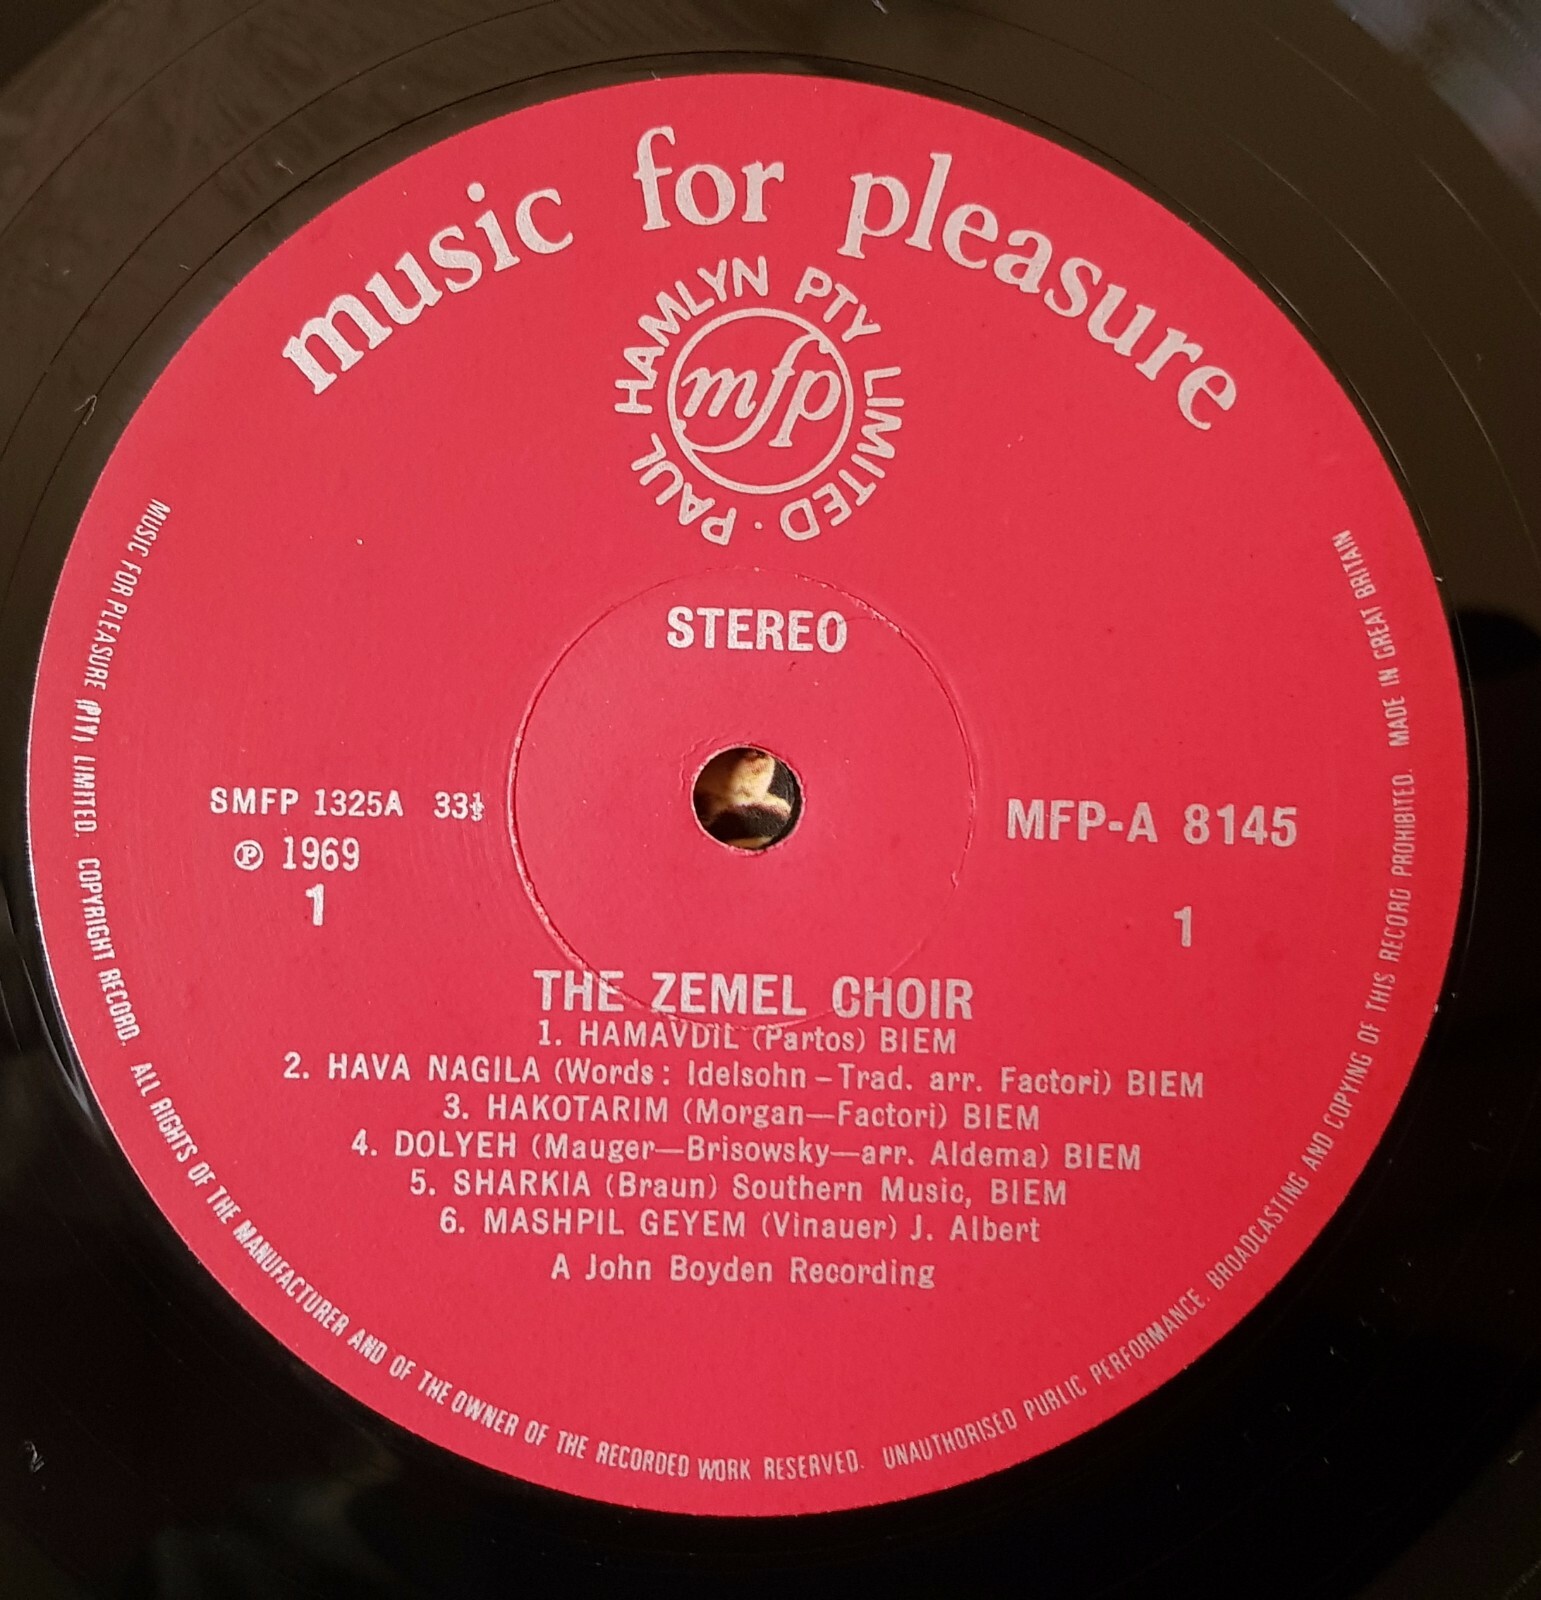 music for pleasure
PAUL HAMLYN PTY LIMITED ·
mfp
STEREO
SMFP 1325A 33⅓
MFP-A 8145
℗ 1969
1
1
THE ZEMEL CHOIR
1. HAMAVDIL (Partos) BIEM
2. HAVA NAGILA (Words: Idelsohn – Trad. arr. Factori) BIEM
3. HAKOTARIM (Morgan—Factori) BIEM
4. DOLYEH (Mauger—Brisowsky—arr. Aldema) BIEM
5. SHARKIA (Braun) Southern Music, BIEM
6. MASHPIL GEYEM (Vinauer) J. Albert
A John Boyden Recording
MUSIC FOR PLEASURE (PTY), LIMITED. COPYRIGHT RECORD. ALL RIGHTS OF THE MANUFACTURER AND OF THE OWNER OF THE RECORDED WORK RESERVED. UNAUTHORISED PUBLIC PERFORMANCE. BROADCASTING AND COPYING OF THIS RECORD PROHIBITED. MADE IN GREAT BRITAIN